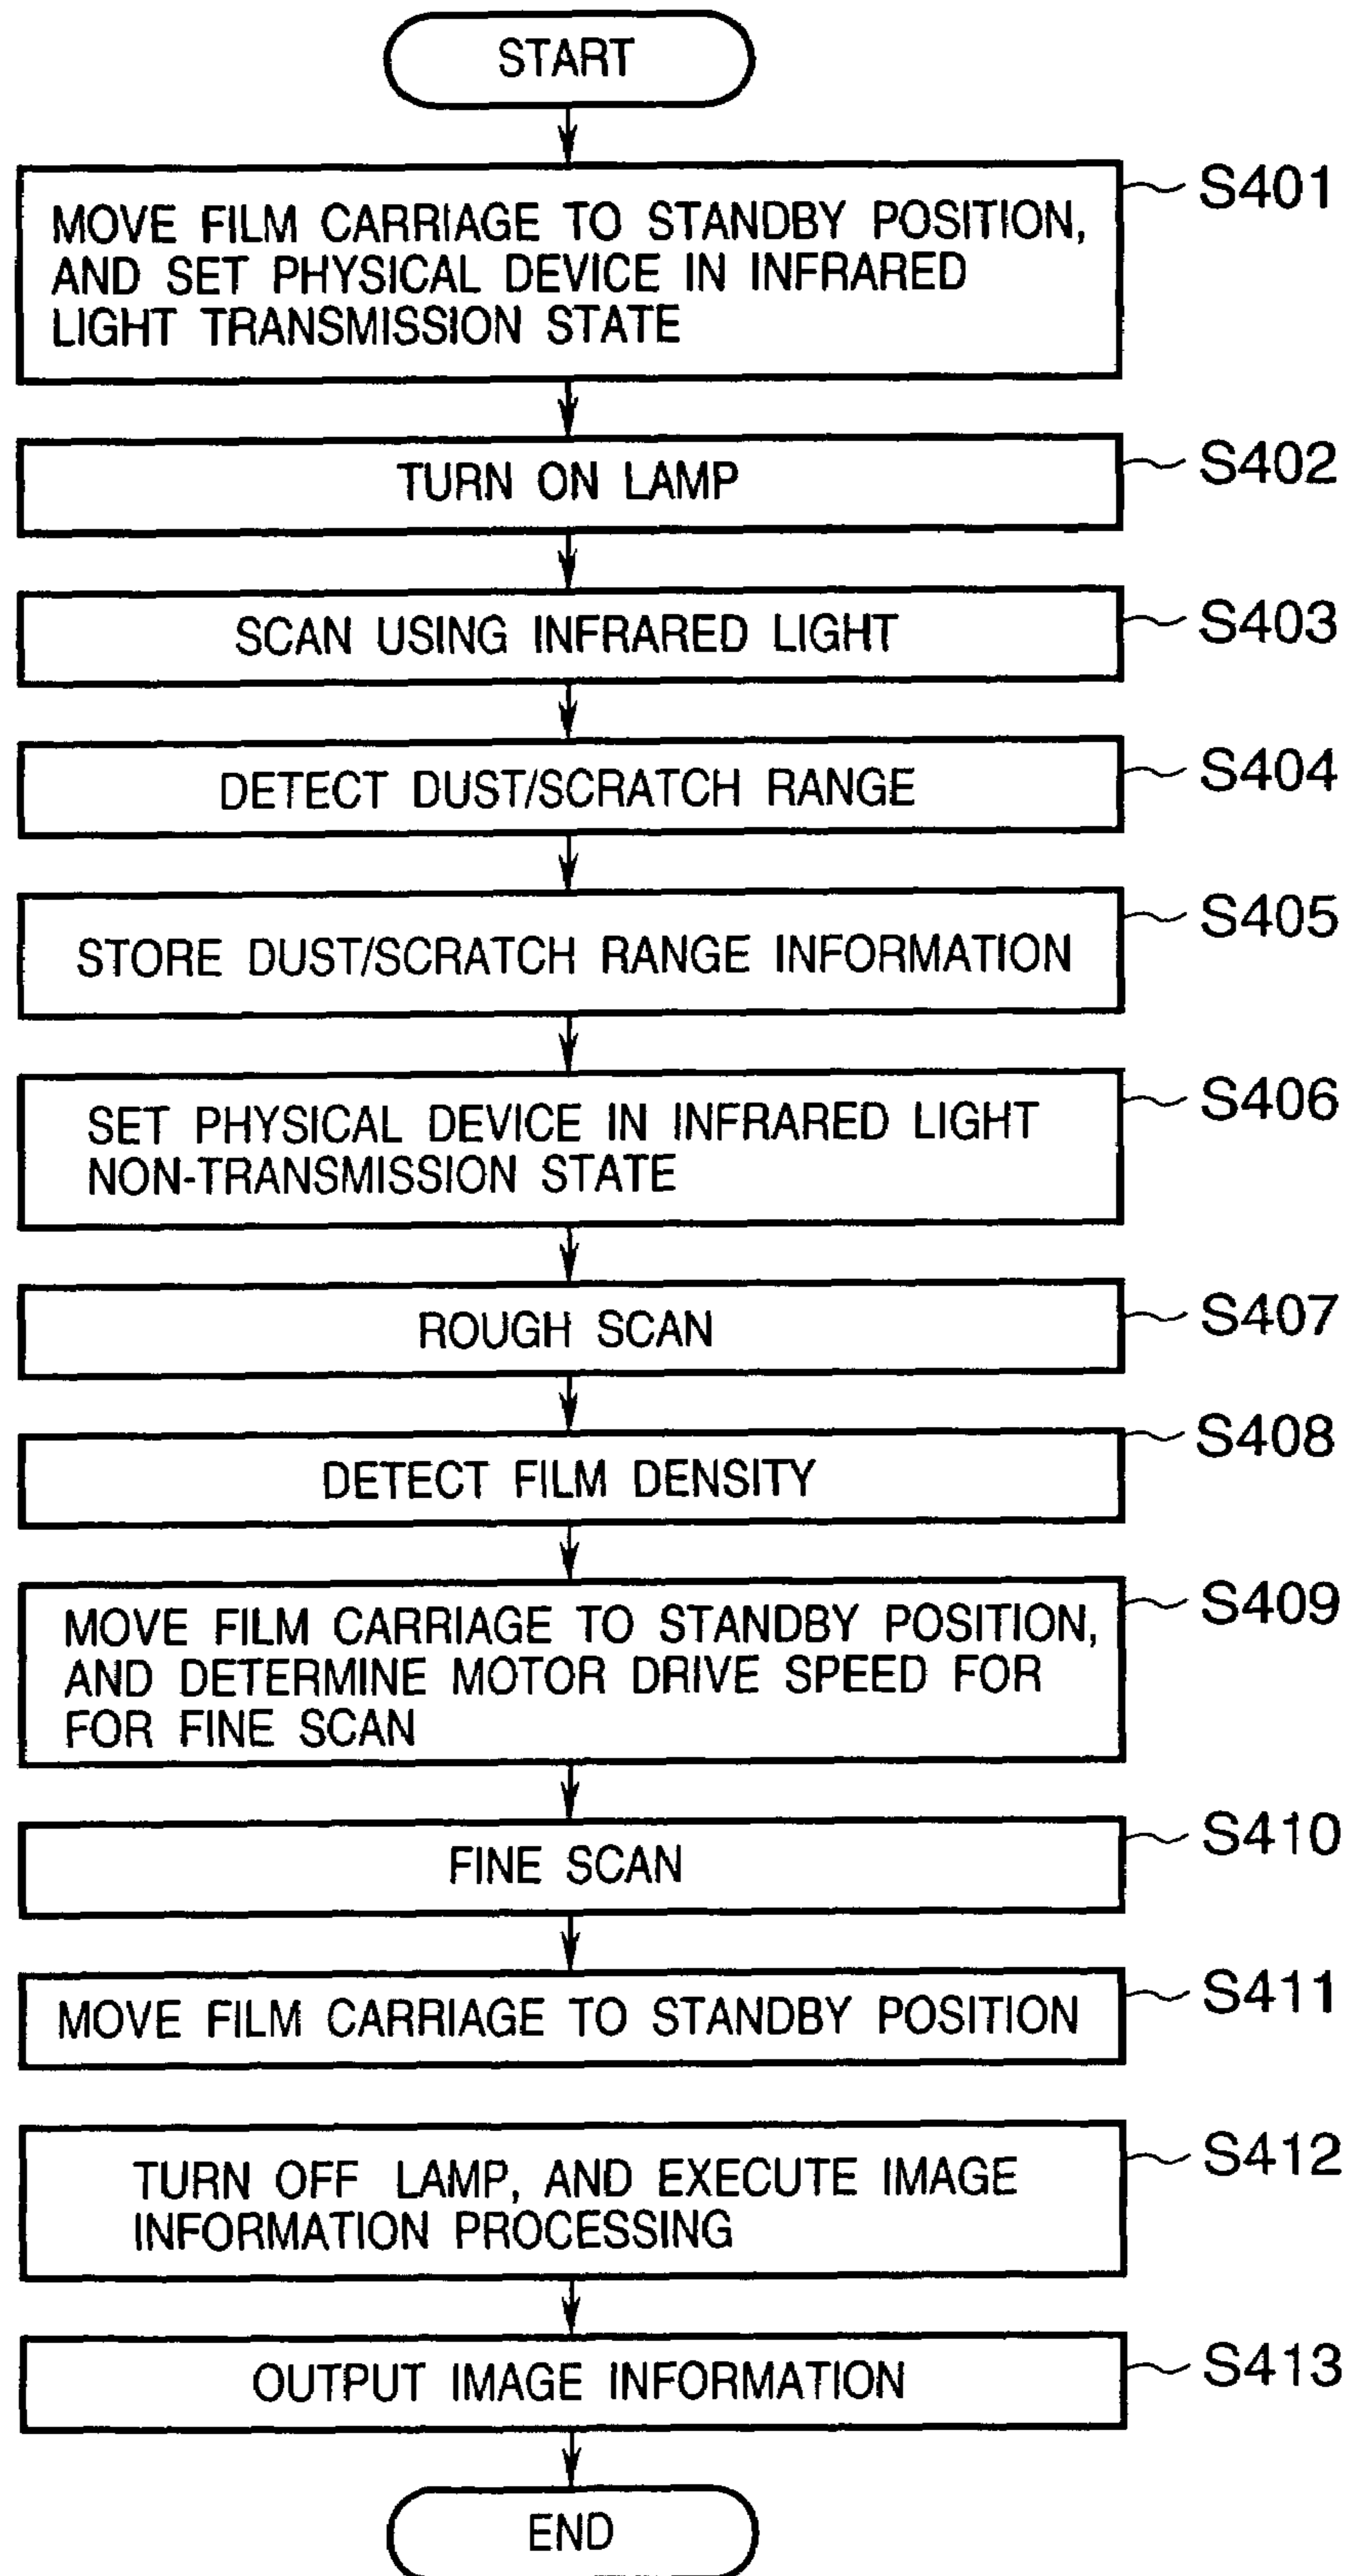 START
S401
MOVE FILM CARRIAGE TO STANDBY POSITION,
AND SET PHYSICAL DEVICE IN INFRARED
LIGHT TRANSMISSION STATE
S402
TURN ON LAMP
S403
SCAN USING INFRARED LIGHT
S404
DETECT DUST/SCRATCH RANGE
S405
STORE DUST/SCRATCH RANGE INFORMATION
S406
SET PHYSICAL DEVICE IN INFRARED LIGHT
NON-TRANSMISSION STATE
S407
ROUGH SCAN
S408
DETECT FILM DENSITY
S409
MOVE FILM CARRIAGE TO STANDBY POSITION,
AND DETERMINE MOTOR DRIVE SPEED FOR
FOR FINE SCAN
S410
FINE SCAN
S411
MOVE FILM CARRIAGE TO STANDBY POSITION
S412
TURN OFF LAMP, AND EXECUTE IMAGE
INFORMATION PROCESSING
S413
OUTPUT IMAGE INFORMATION
END